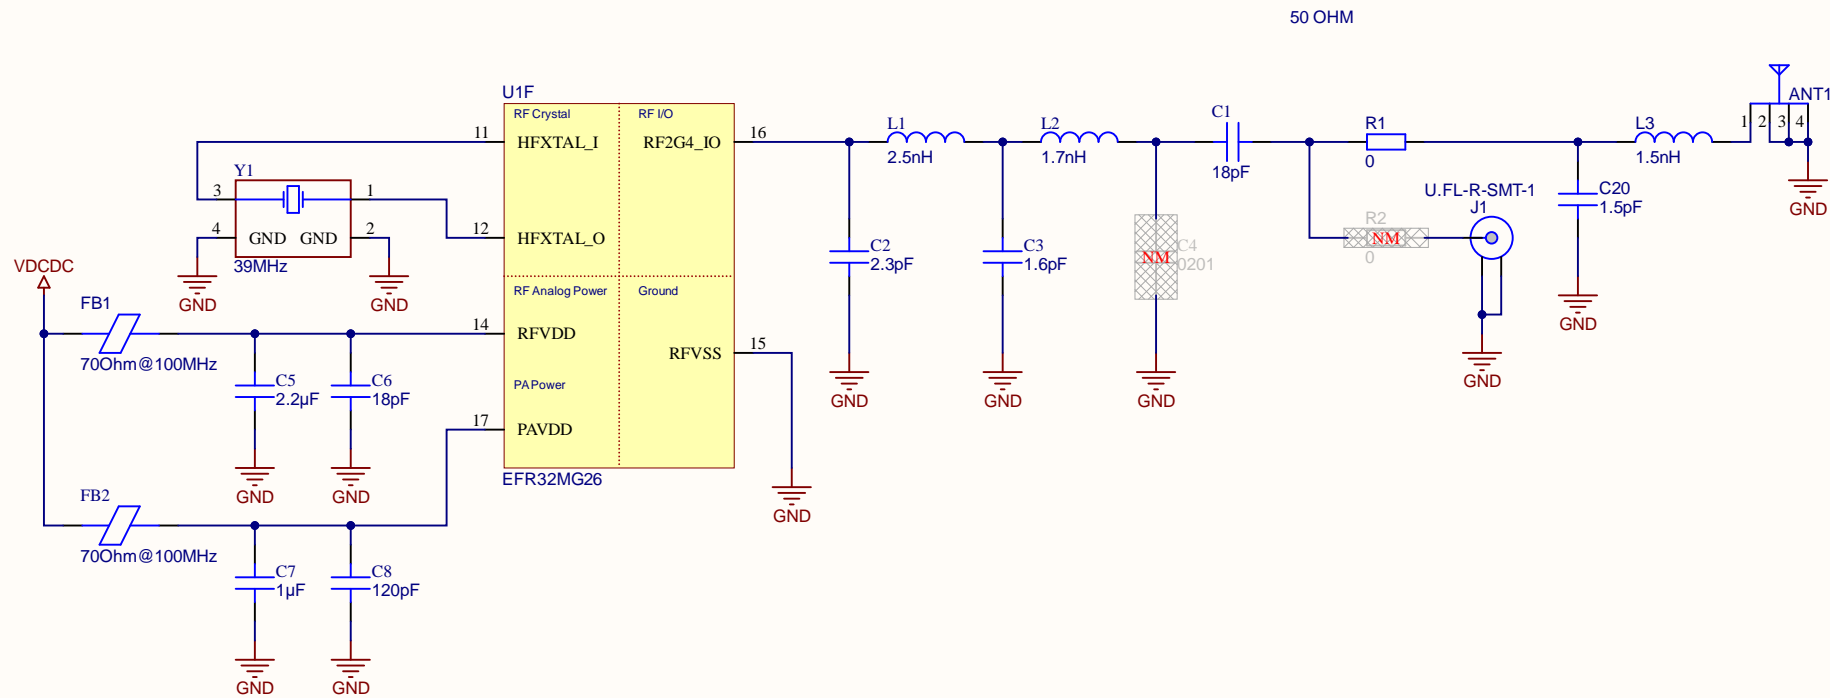 50 OHM
U1F
RF Crystal
RF I/O
11
HFXTAL_I
RF2G4_IO
16
12
HFXTAL_O
RF Analog Power
Ground
14
RFVDD
RFVSS
15
PA Power
17
PAVDD
EFR32MG26
GND
Y1
3
1
4
GND
GND
2
39MHz
GND
GND
VDCDC
FB1
70Ohm@100MHz
C5
2.2µF
GND
C6
18pF
GND
FB2
70Ohm@100MHz
C7
1µF
GND
C8
120pF
GND
L1
2.5nH
L2
1.7nH
C1
18pF
C2
2.3pF
GND
C3
1.6pF
GND
C4
NM
0201
GND
R1
0
R2
NM
0
U.FL-R-SMT-1
J1
GND
C20
1.5pF
GND
L3
1.5nH
ANT1
1
2
3
4
GND